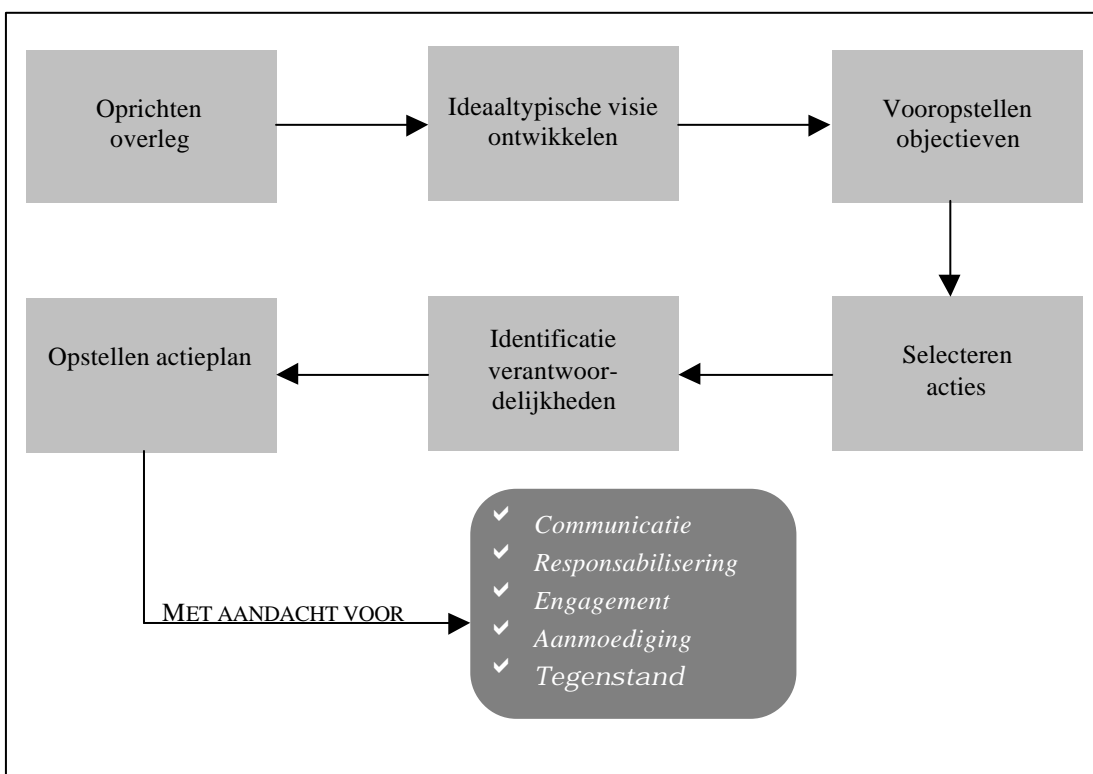 Oprichten
overleg
Ideaaltypische visie
ontwikkelen
Vooropstellen
objectieven
Selecteren
acties
Identificatie
verantwoor-
delijkheden
Opstellen actieplan
MET AANDACHT VOOR
Communicatie
Responsabilisering
Engagement
Aanmoediging
Tegenstand